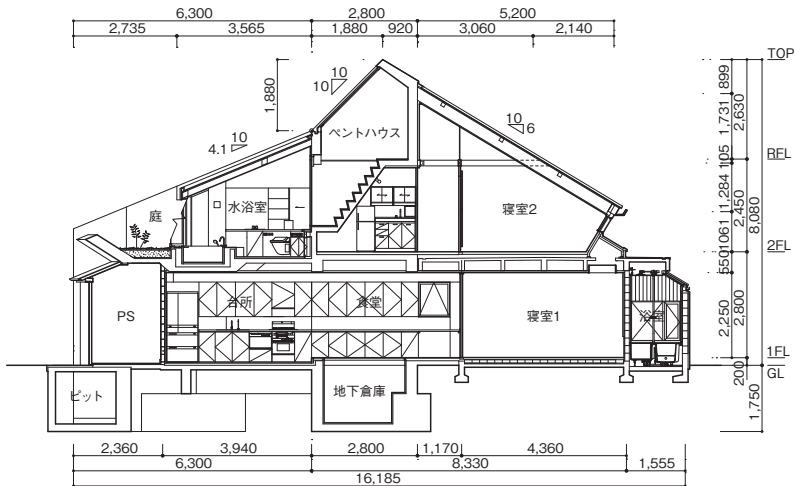 6,300 2,800 5,200
2,735 3,565 1,880 920 3,060 2,140
TOP
899
1,731
2,630
1,880
10
10
10
6
10
4.1
ペントハウス
RFL
105
1,284
2,450
8,080
庭
水浴室
寝室2
1061
2FL
550
PS
台所
食堂
寝室1
浴室
2,250
2,800
1FL
200
GL
ピット
地下倉庫
1,750
2,360 3,940 2,800 1,170 4,360
6,300 8,330 1,555
16,185